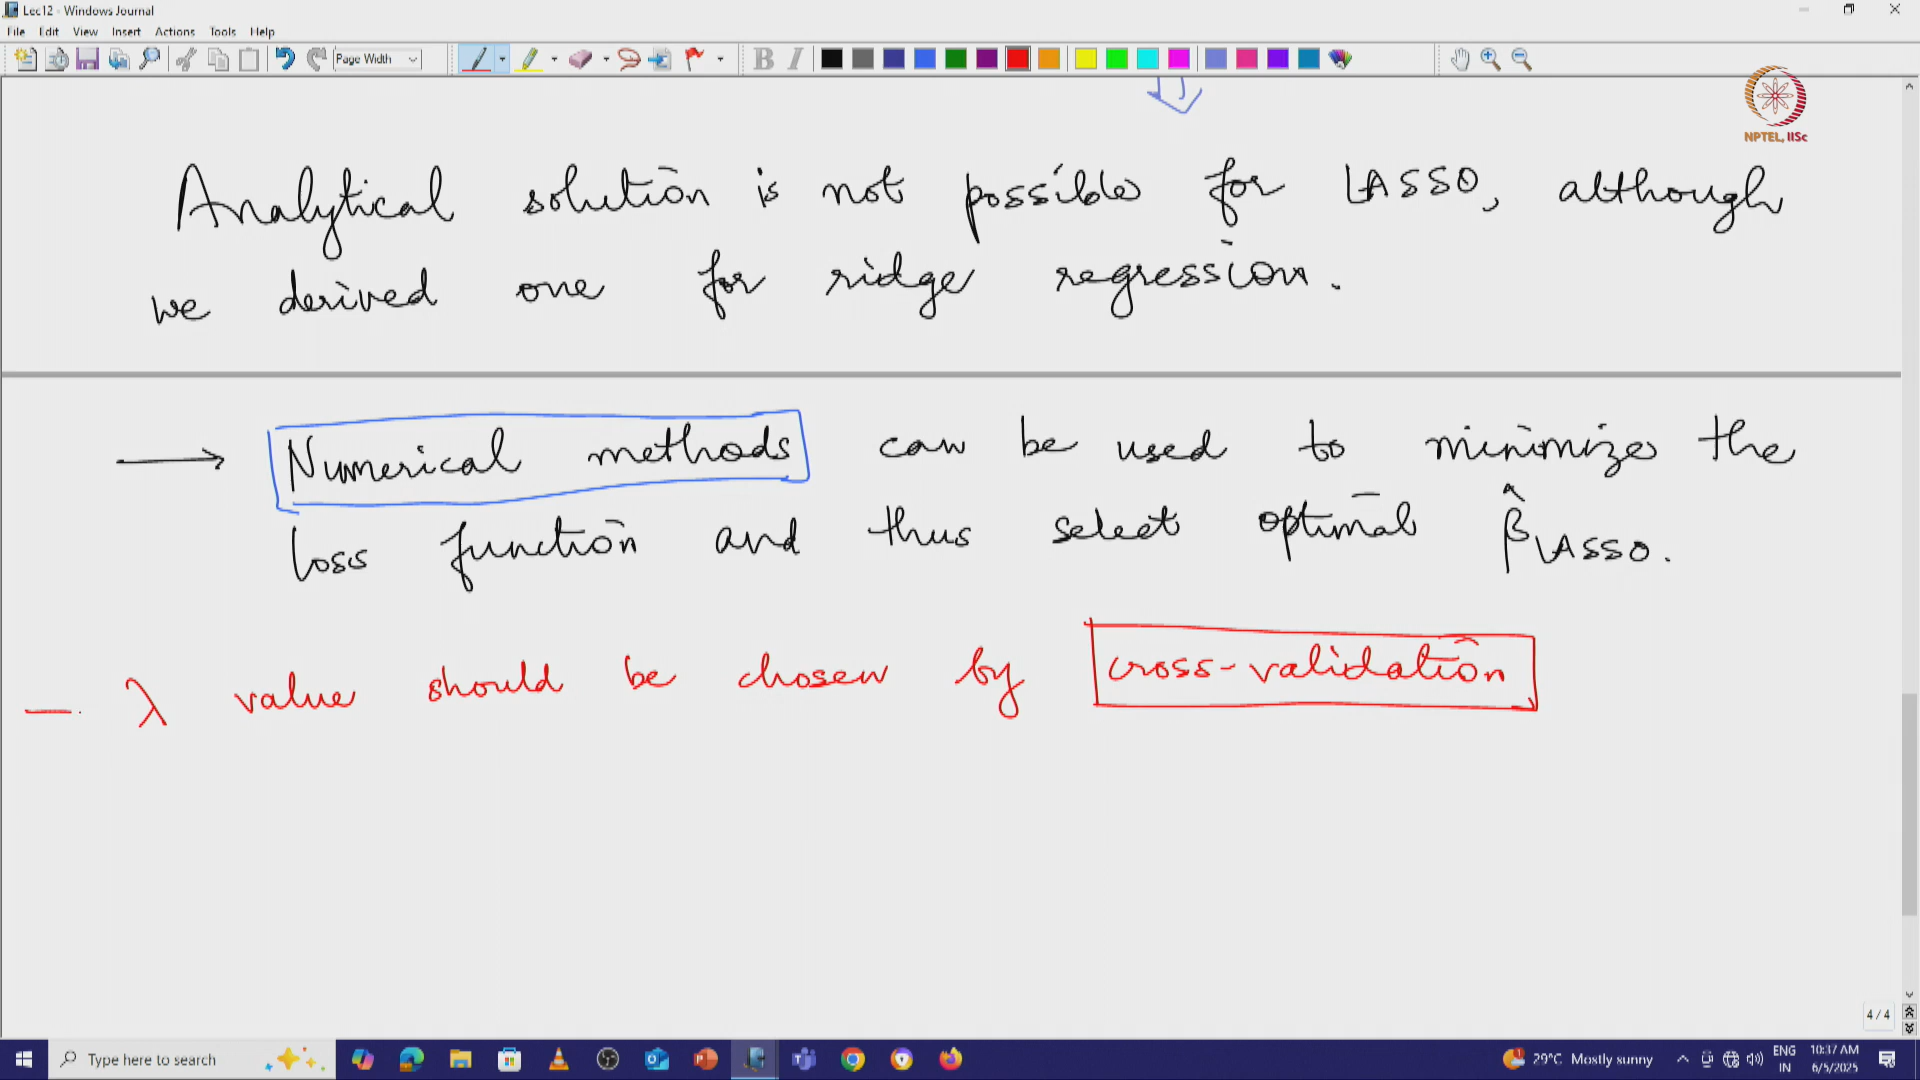 Lec12 - Windows Journal
File Edit View Insert Actions Tools Help
Page Width
B I
NPTEL, IISc
Analytical solution is not possible for LASSO, although
we derived one for ridge regression.
→ Numerical methods can be used to minimize the
loss function and thus select optimal β̂LASSO.
— λ value should be chosen by cross-validation
4 / 4
Type here to search
29°C Mostly sunny
ENG
IN
10:37 AM
6/5/2025